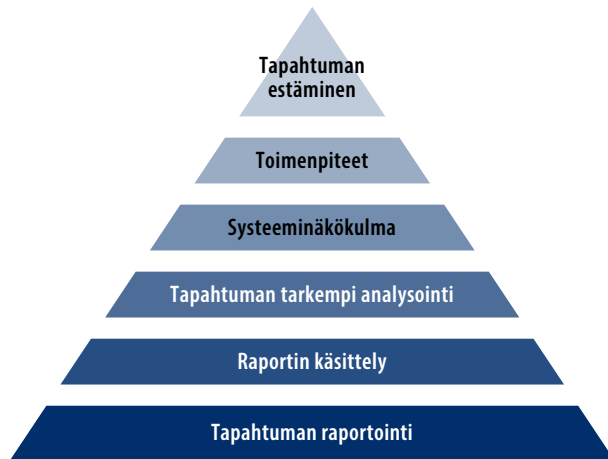 Tapahtuman
estäminen
Toimenpiteet
Systeeminäkökulma
Tapahtuman tarkempi analysointi
Raportin käsittely
Tapahtuman raportointi